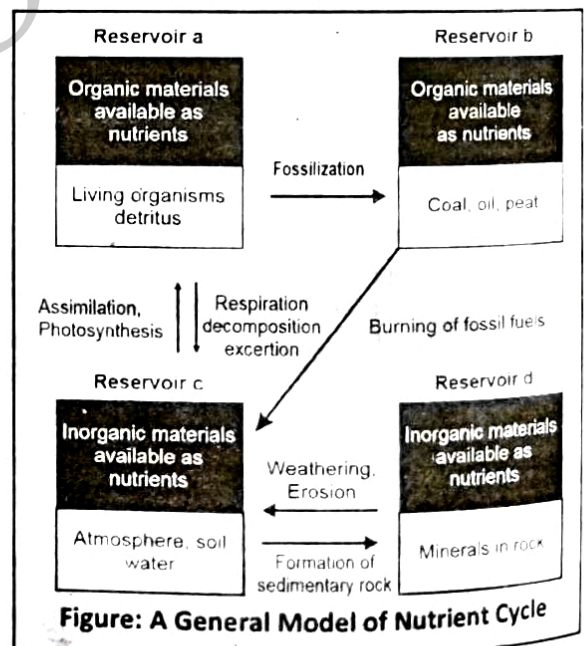 Reservoir a
Reservoir b
Organic materials
available as
nutrients
Organic materials
available
as nutrients
Fossilization
Living organisms
detritus
Coal, oil, peat
Assimilation,
Photosynthesis
Respiration
decomposition
excertion
Burning of fossil fuels
Reservoir c
Reservoir d
Inorganic materials
available as
nutrients
Inorganic materials
available as
nutrients
Weathering,
Erosion
Atmosphere, soil
water
Minerals in rock
Formation of
sedimentary rock
Figure: A General Model of Nutrient Cycle